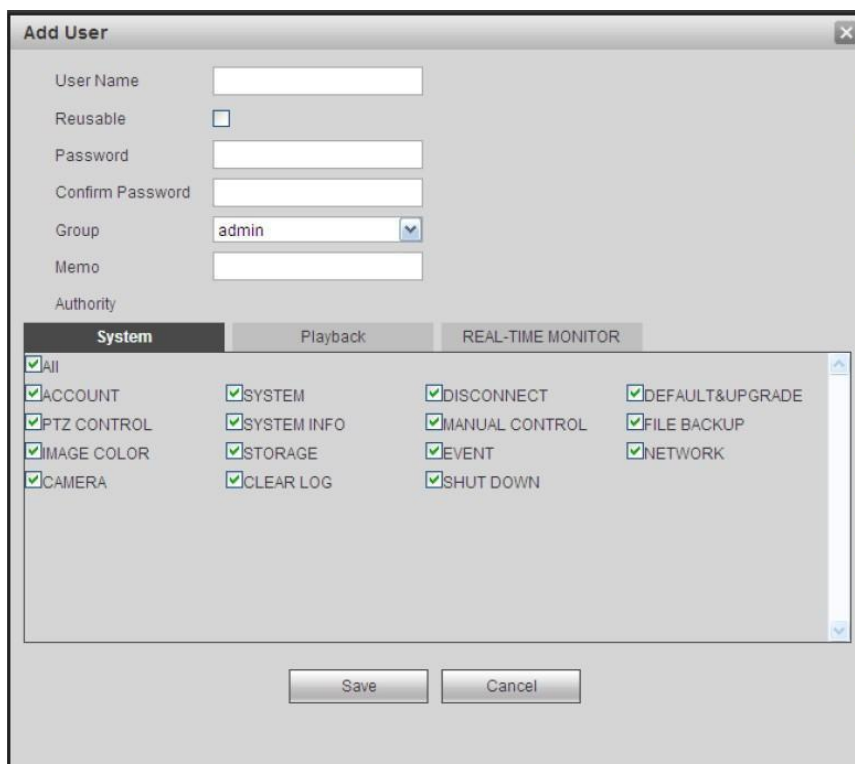 Add User
User Name
Reusable
Password
Confirm Password
Group admin
Memo
Authority
System Playback REAL-TIME MONITOR
All
ACCOUNT SYSTEM DISCONNECT DEFAULT&UPGRADE
PTZ CONTROL SYSTEM INFO MANUAL CONTROL FILE BACKUP
IMAGE COLOR STORAGE EVENT NETWORK
CAMERA CLEAR LOG SHUT DOWN
Save Cancel